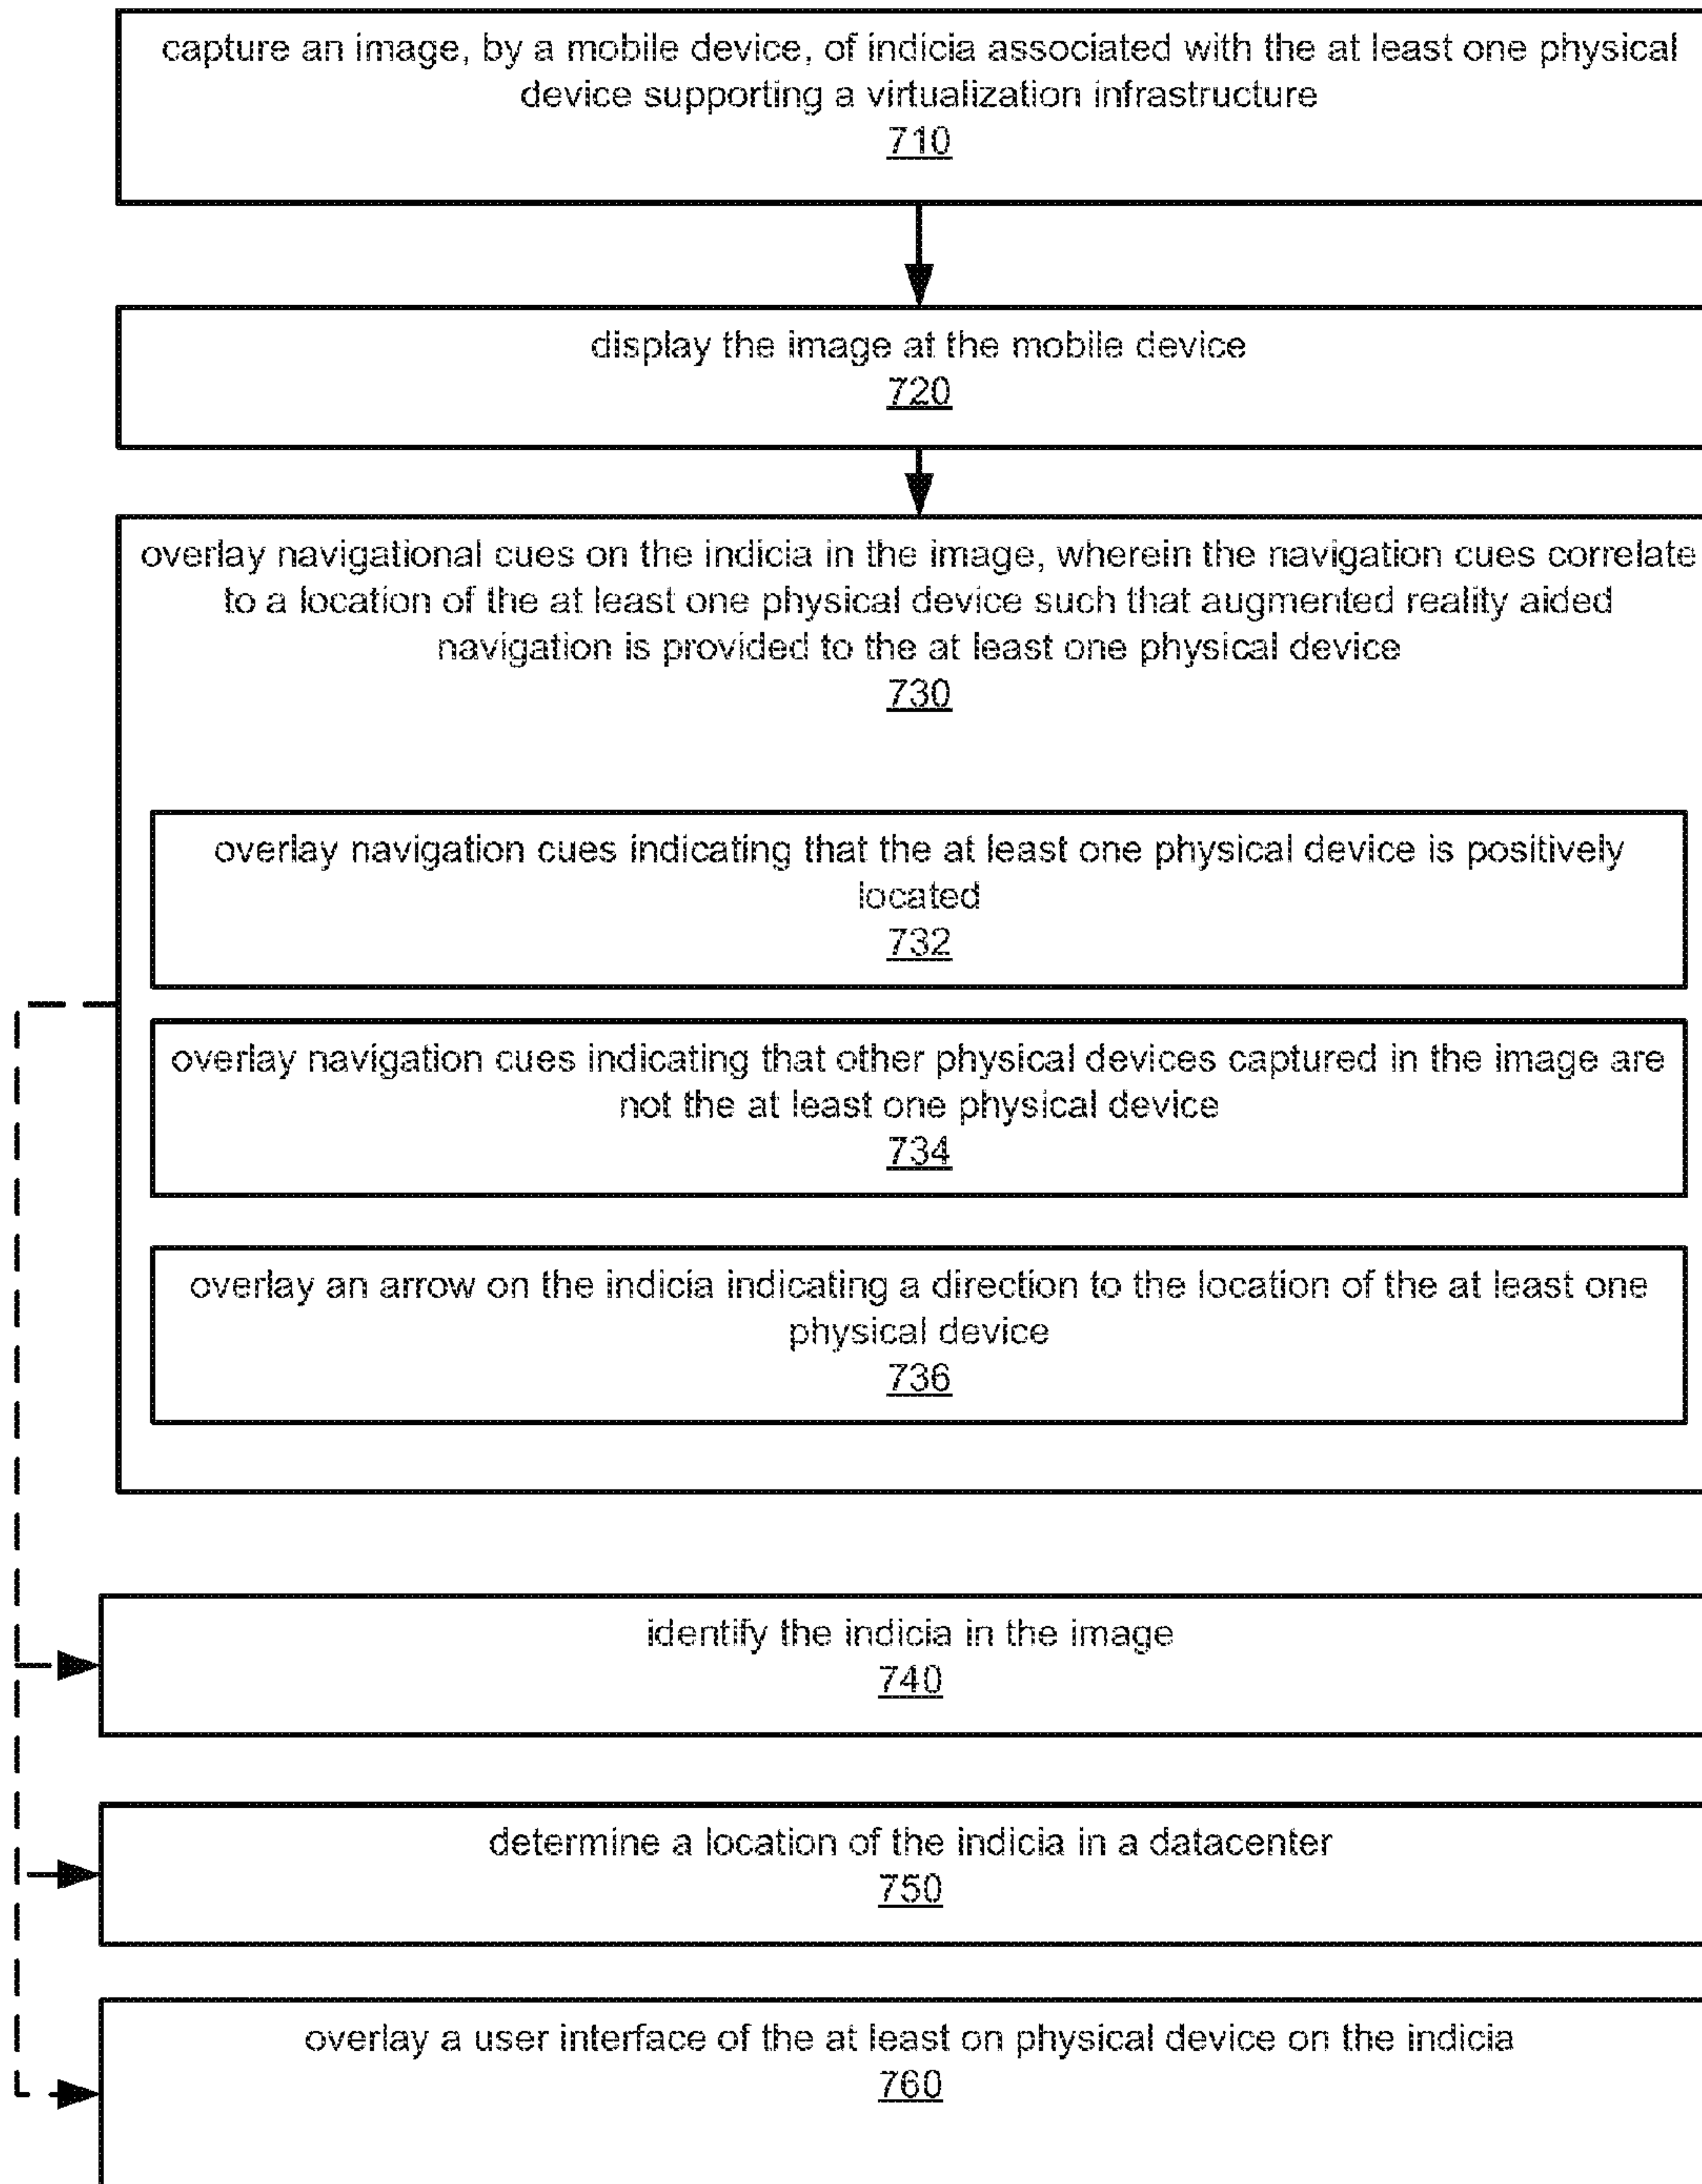 capture an image, by a mobile device, of indicia associated with the at least one physical
device supporting a virtualization infrastructure
710
display the image at the mobile device
720
overlay navigational cues on the indicia in the image, wherein the navigation cues correlate
to a location of the at least one physical device such that augmented reality aided
navigation is provided to the at least one physical device
730
overlay navigation cues indicating that the at least one physical device is positively
located
732
overlay navigation cues indicating that other physical devices captured in the image are
not the at least one physical device
734
overlay an arrow on the indicia indicating a direction to the location of the at least one
physical device
736
identify the indicia in the image
740
determine a location of the indicia in a datacenter
750
overlay a user interface of the at least on physical device on the indicia
760